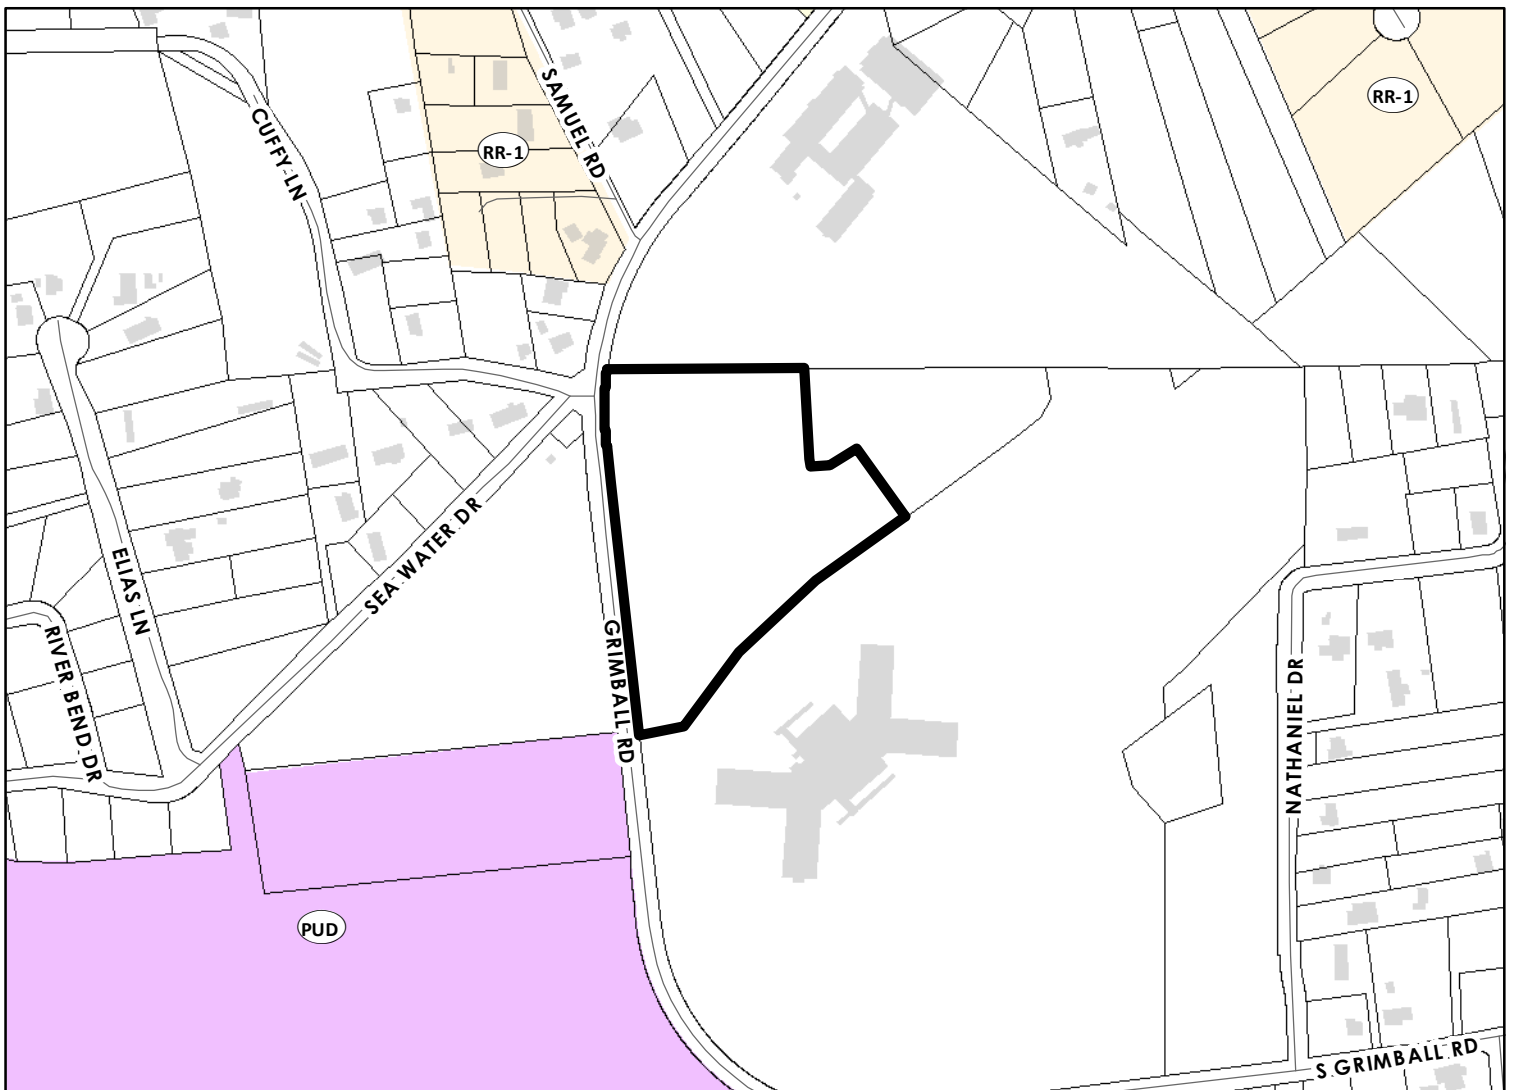 SAMUEL RD
RR-1
CUFFY LN
RR-1
SEA WATER DR
ELIAS LN
RIVER BEND DR
GRIMBALL RD
NATHANIEL DR
PUD
S GRIMBALL RD